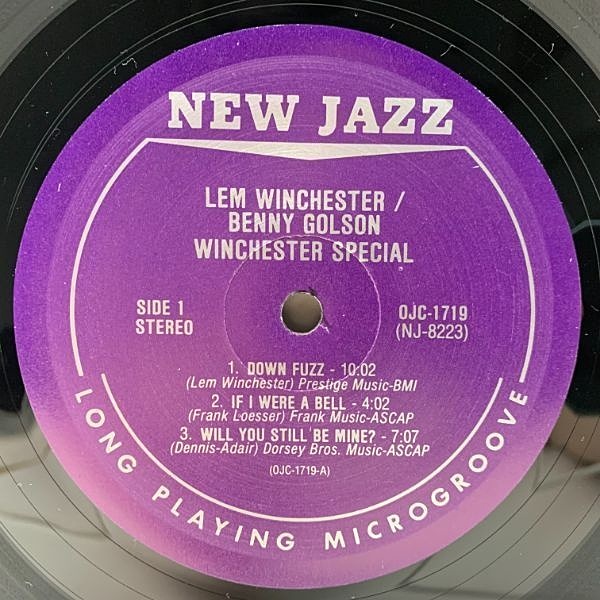 NEW JAZZ
LEM WINCHESTER /
BENNY GOLSON
WINCHESTER SPECIAL
SIDE 1
STEREO
OJC-1719
(NJ-8223)
1. DOWN FUZZ - 10:02
(Lem Winchester) Prestige Music-BMI
2. IF I WERE A BELL - 4:02
(Frank Loesser) Frank Music-ASCAP
3. WILL YOU STILL BE MINE? - 7:07
(Dennis-Adair) Dorsey Bros. Music-ASCAP
(OJC-1719-A)
LONG PLAYING MICROGROOVE